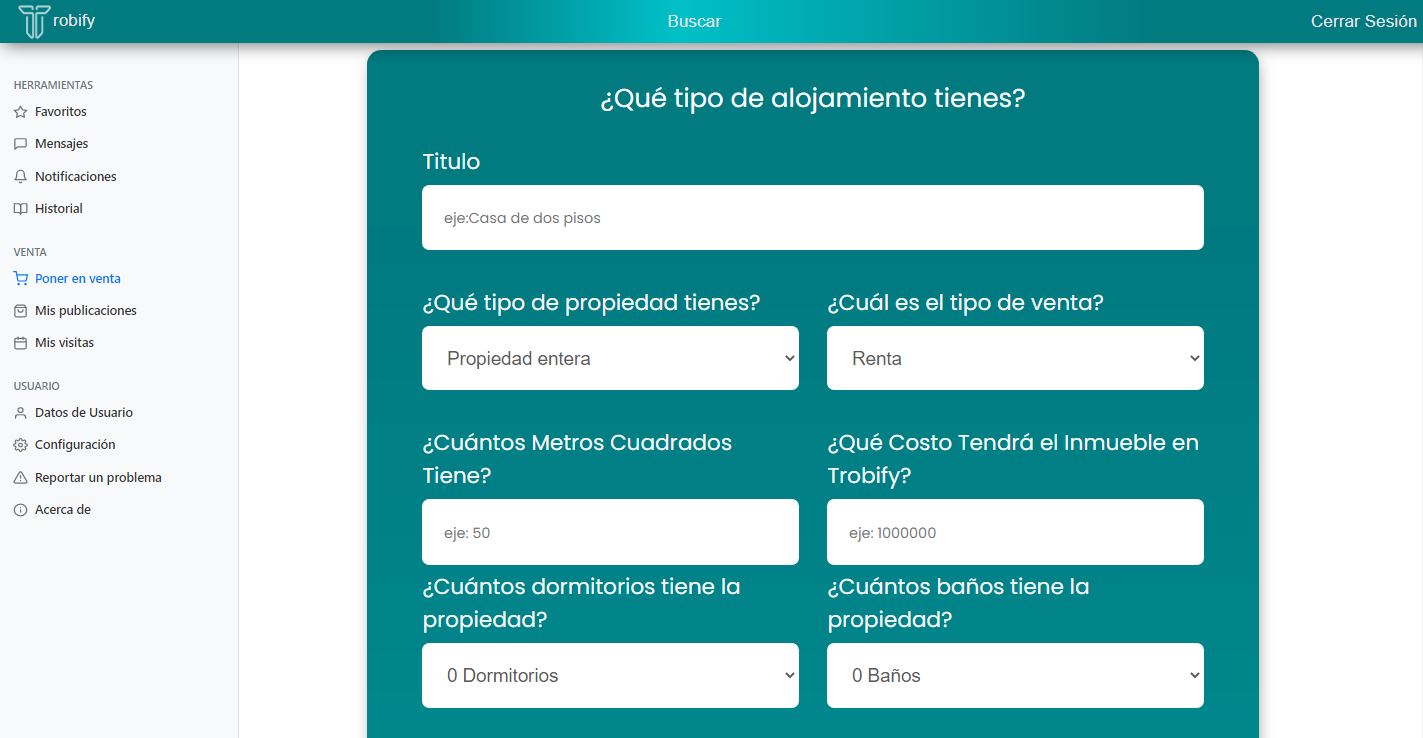 robify
Buscar
Cerrar Sesión
HERRAMIENTAS
Favoritos
Mensajes
Notificaciones
Historial
VENTA
Poner en venta
Mis publicaciones
Mis visitas
USUARIO
Datos de Usuario
Configuración
Reportar un problema
Acerca de
¿Qué tipo de alojamiento tienes?
Titulo
eje:Casa de dos pisos
¿Qué tipo de propiedad tienes?
Propiedad entera
¿Cuál es el tipo de venta?
Renta
¿Cuántos Metros Cuadrados
Tiene?
eje: 50
¿Qué Costo Tendrá el Inmueble en
Trobify?
eje: 1000000
¿Cuántos dormitorios tiene la
propiedad?
0 Dormitorios
¿Cuántos baños tiene la
propiedad?
0 Baños